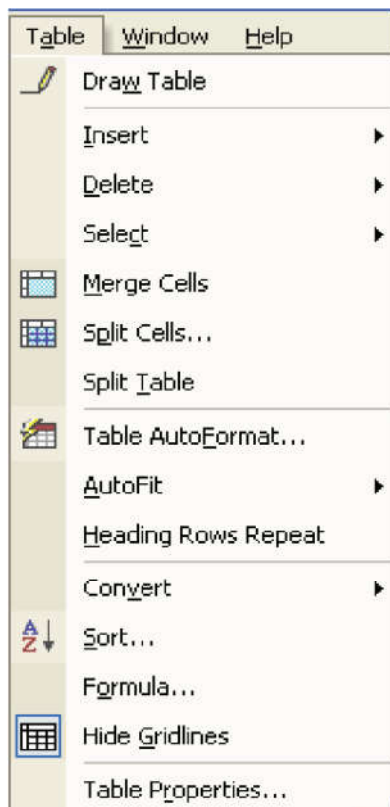 Table Window Help
Draw Table
Insert
Delete
Select
Merge Cells
Split Cells...
Split Table
Table AutoFormat...
AutoFit
Heading Rows Repeat
Convert
A
Z
Sort...
Formula...
Hide Gridlines
Table Properties...